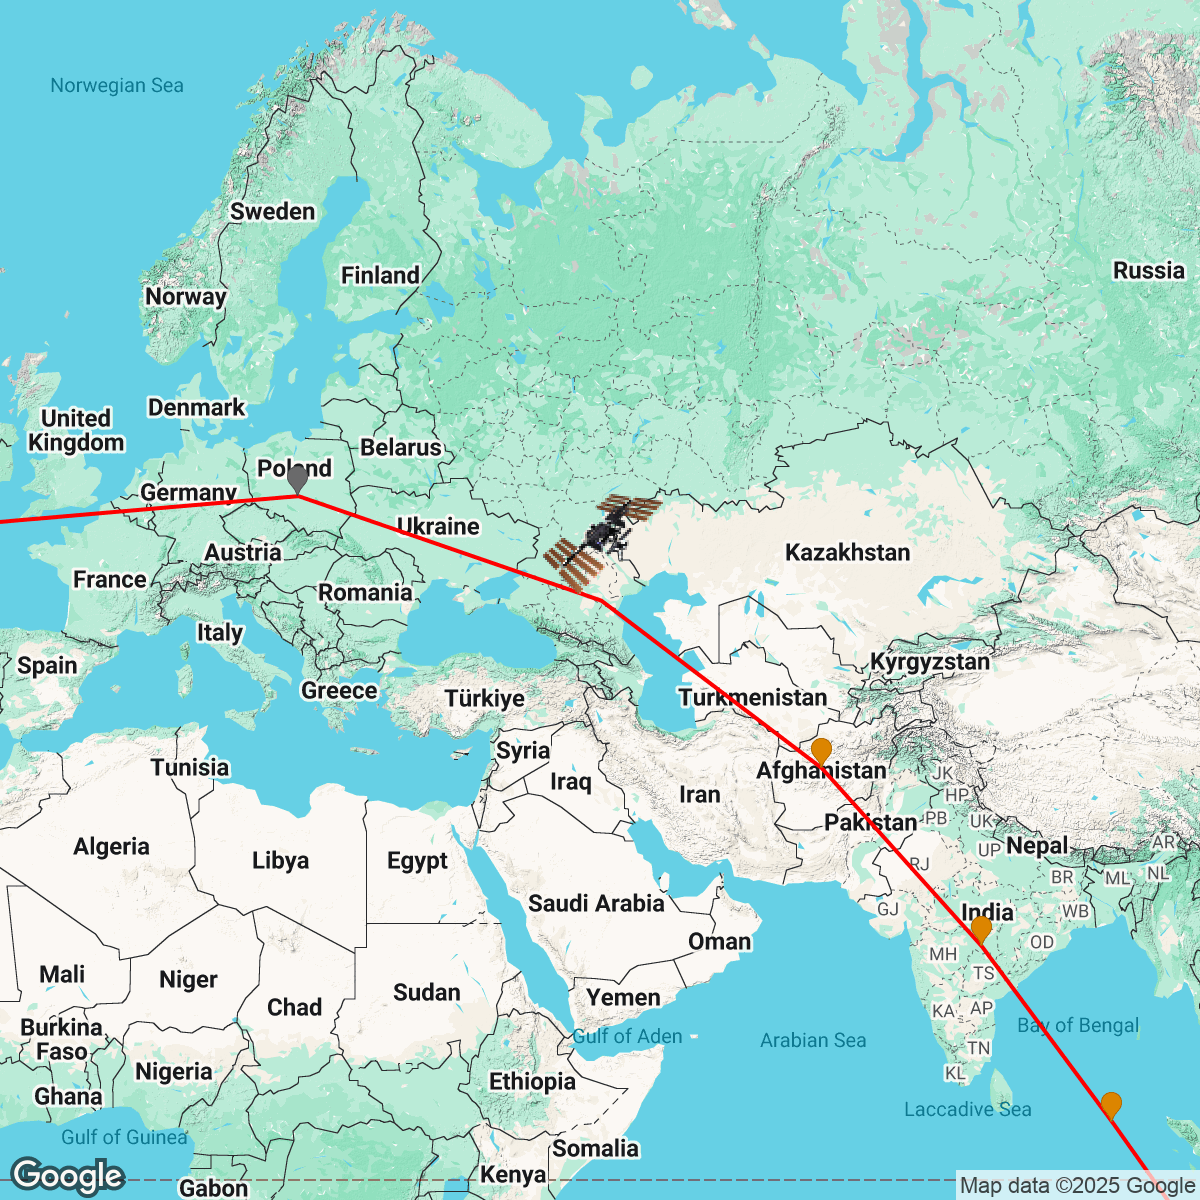 Norwegian Sea
Sweden
Finland
Norway
Russia
Denmark
United
Kingdom
Belarus
Poland
Germany
Ukraine
Austria
Kazakhstan
France
Romania
Italy
Kyrgyzstan
Spain
Greece
Türkiye
Turkmenistan
Syria
Tunisia
Afghanistan
Iraq
Iran
JK
HP
Pakistan
PB
UK
Algeria
Libya
Egypt
Nepal
UP
AR
RJ
BR
ML
NL
Saudi Arabia
GJ
India
WB
Oman
OD
MH
Mali
Niger
TS
Sudan
Yemen
Chad
KA
AP
Burkina
Faso
Gulf of Aden
Arabian Sea
Bay of Bengal
TN
Nigeria
KL
Ethiopia
Ghana
Laccadive Sea
Gulf of Guinea
Somalia
Kenya
Google
Gabon
Map data ©2025 Google